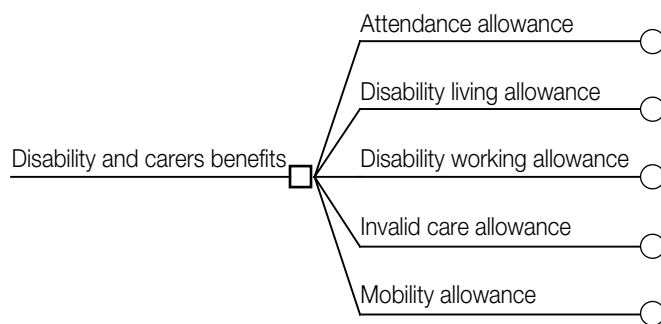 Attendance allowance
Disability living allowance
Disability and carers benefits
Disability working allowance
Invalid care allowance
Mobility allowance